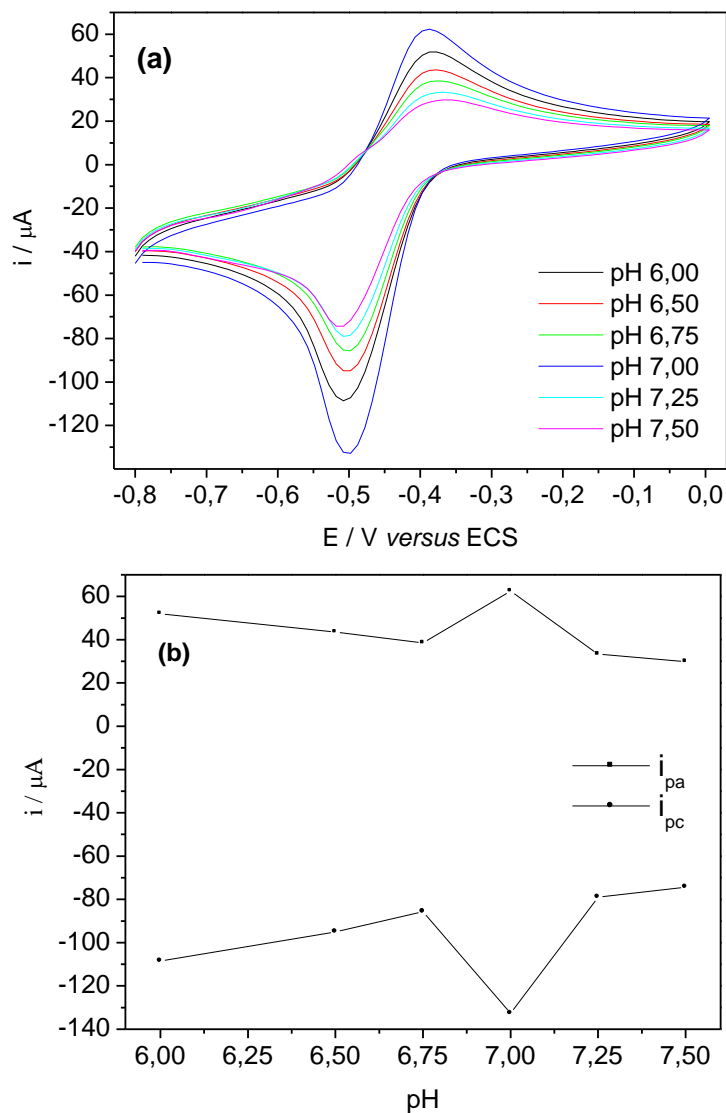 60
40
20
0
-20
-40
-60
-80
-100
-120
i / μA
(a)
pH 6,00
pH 6,50
pH 6,75
pH 7,00
pH 7,25
pH 7,50
-0,8 -0,7 -0,6 -0,5 -0,4 -0,3 -0,2 -0,1 0,0
E / V versus ECS
60
40
20
0
-20
-40
-60
-80
-100
-120
-140
i / μA
(b)
i pa
i pc
6,00 6,25 6,50 6,75 7,00 7,25 7,50
pH